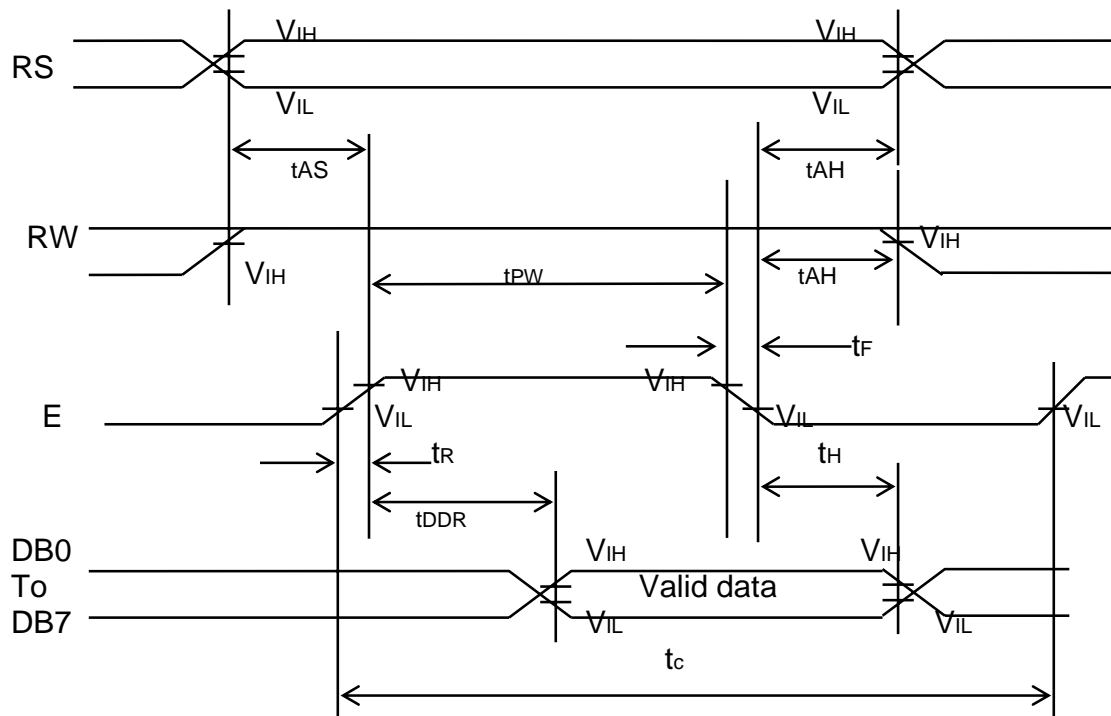 VIH VIH
RS
VIL VIL
tAS tAH
RW VIH
VIH tPW tAH
tF
VIH VIH
E VIL VIL VIL
tR tH
tDDR
DB0 VIH VIH
To Valid data
DB7 VIL VIL
tc